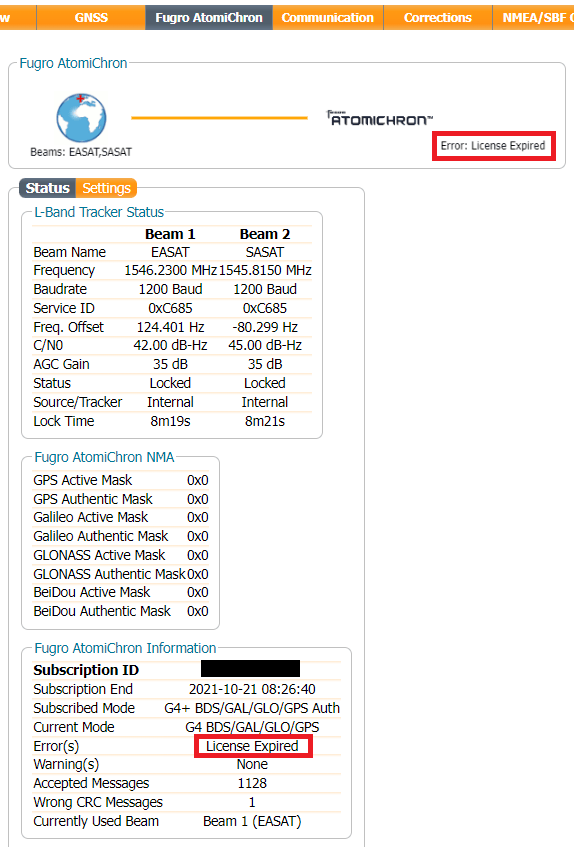 w GNSS Fugro AtomiChron Communication Corrections NMEA/SBF
Fugro AtomiChron
Beams: EASAT,SASAT
ATOMICHRON™
Error: License Expired
Status Settings
L-Band Tracker Status
Beam 1 Beam 2
Beam Name EASAT SASAT
Frequency 1546.2300 MHz 1545.8150 MHz
Baudrate 1200 Baud 1200 Baud
Service ID 0xC685 0xC685
Freq. Offset 124.401 Hz -80.299 Hz
C/N0 42.00 dB-Hz 45.00 dB-Hz
AGC Gain 35 dB 35 dB
Status Locked Locked
Source/Tracker Internal Internal
Lock Time 8m19s 8m21s
Fugro AtomiChron NMA
GPS Active Mask 0x0
GPS Authentic Mask 0x0
Galileo Active Mask 0x0
Galileo Authentic Mask 0x0
GLONASS Active Mask 0x0
GLONASS Authentic Mask 0x0
BeiDou Active Mask 0x0
BeiDou Authentic Mask 0x0
Fugro AtomiChron Information
Subscription ID
Subscription End 2021-10-21 08:26:40
Subscribed Mode G4+ BDS/GAL/GLO/GPS Auth
Current Mode G4 BDS/GAL/GLO/GPS
Error(s) License Expired
Warning(s) None
Accepted Messages 1128
Wrong CRC Messages 1
Currently Used Beam Beam 1 (EASAT)